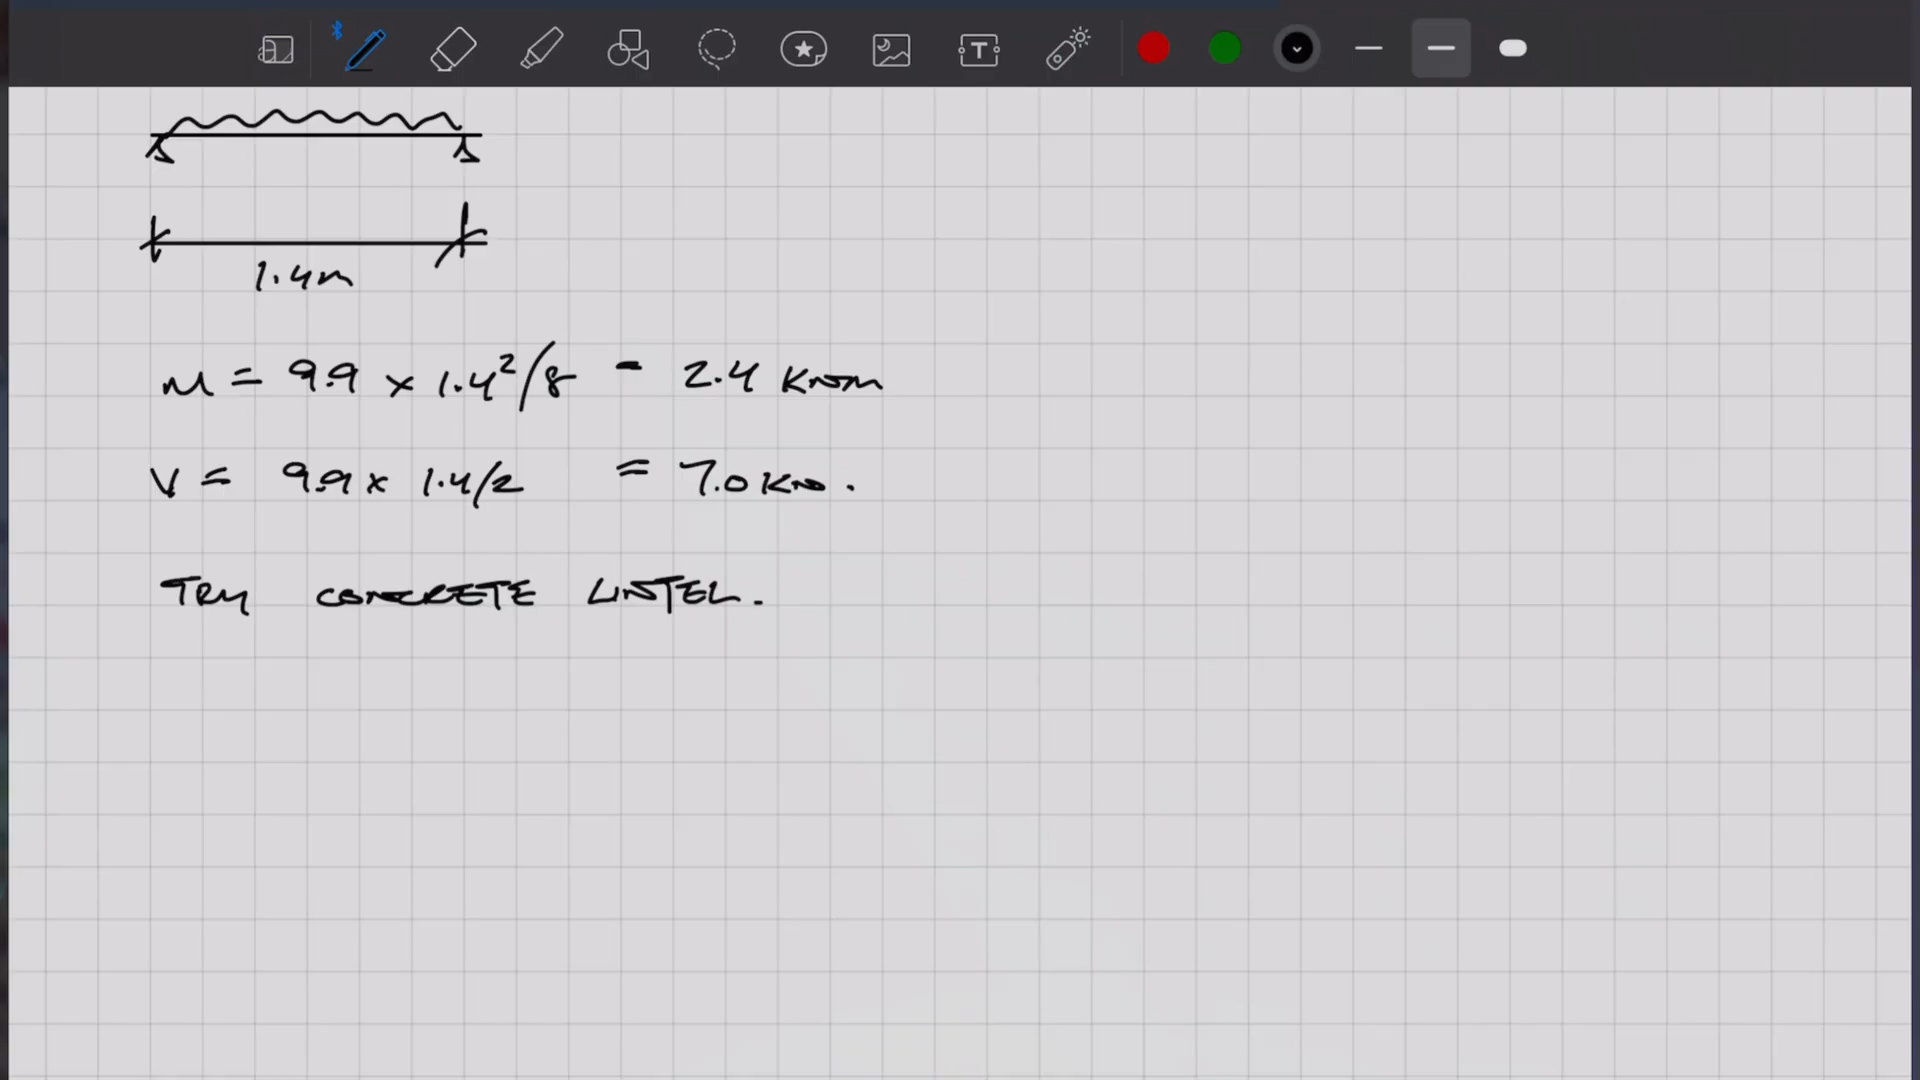 1.4m
M = 9.9 x 1.4²/8 = 2.4 KNm
V = 9.9 x 1.4/2 = 7.0 KN.
TRY CONCRETE LINTEL.